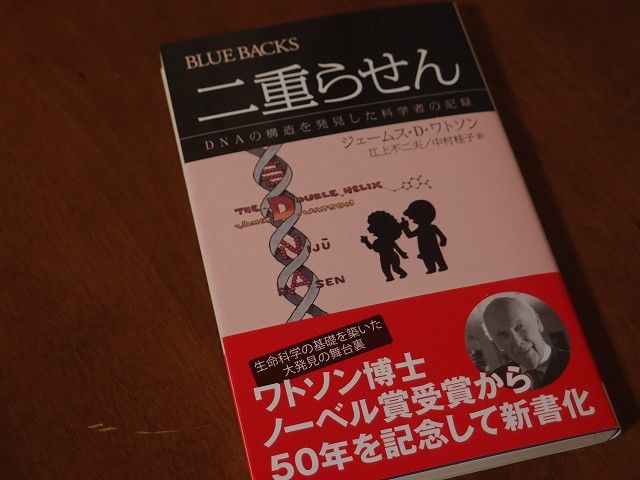 BLUE BACKS
二重らせん
DNAの構造を発見した科学者の記録
ジェームス・D・ワトソン
江上不二夫/中村桂子 訳
THE DOUBLE HELIX
JAMES D WATSON
NIJŪ
RASEN
生命科学の基礎を築いた
大発見の舞台裏
ワトソン博士
ノーベル賞受賞から
50年を記念して新書化